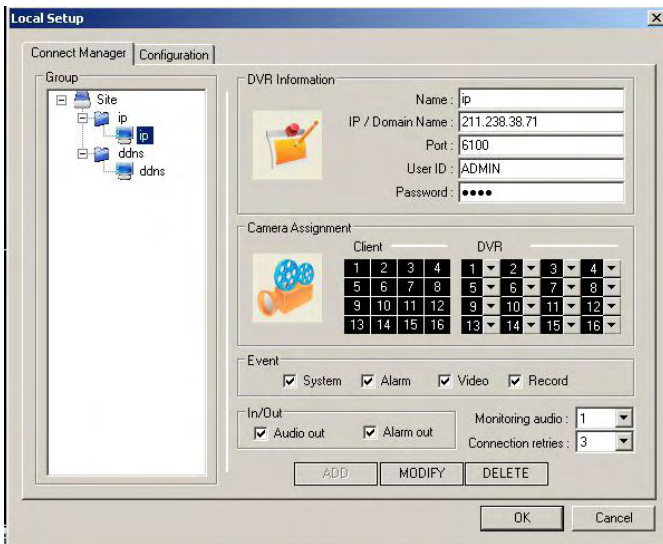 Local Setup
Connect Manager
Configuration
Group
Site
ip
ip
ddns
ddns
DVR Information
Name : ip
IP / Domain Name : 211.238.38.71
Port : 6100
User ID : ADMIN
Password : ●●●●
Camera Assignment
Client DVR
1 2 3 4 1 2 3 4
5 6 7 8 5 6 7 8
9 10 11 12 9 10 11 12
13 14 15 16 13 14 15 16
Event
System Alarm Video Record
In/Out
Audio out Alarm out
Monitoring audio : 1
Connection retries : 3
ADD MODIFY DELETE
OK Cancel